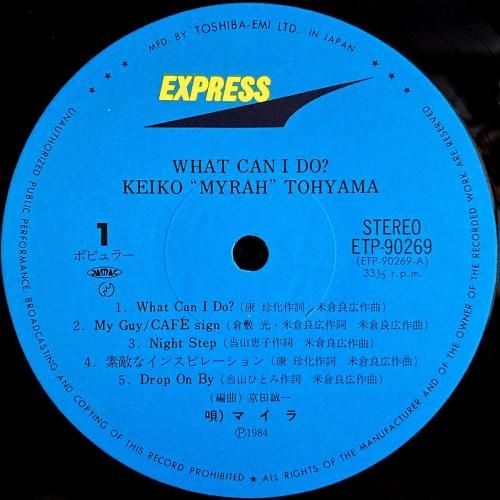 ★ ★ ★ MFD. BY TOSHIBA-EMI LTD. IN JAPAN ★ ★ ★
EXPRESS
WHAT CAN I DO?
KEIKO “MYRAH” TOHYAMA
1
ポピュラー
JASRAC
STEREO
ETP-90269
(ETP-90269-A)
33⅓ r.p.m.
1. What Can I Do? (康 珍化作詞 米倉良広作曲)
2. My Guy/CAFÉ sign (倉敷 光・米倉良広作詞 米倉良広作曲)
3. Night Step (当山恵子作詞 米倉良広作曲)
4. 素敵なインスピレーション (康 珍化作詞 米倉良広作曲)
5. Drop On By (当山ひとみ作詞 米倉良広作曲)
(編曲) 京田誠一
唄) マイラ
Ⓟ1984
UNAUTHORIZED PUBLIC PERFORMANCE BROADCASTING AND COPYING OF THIS RECORD PROHIBITED ★ ALL RIGHTS OF THE MANUFACTURER AND OF THE OWNER OF THE RECORDED WORK ARE RESERVED